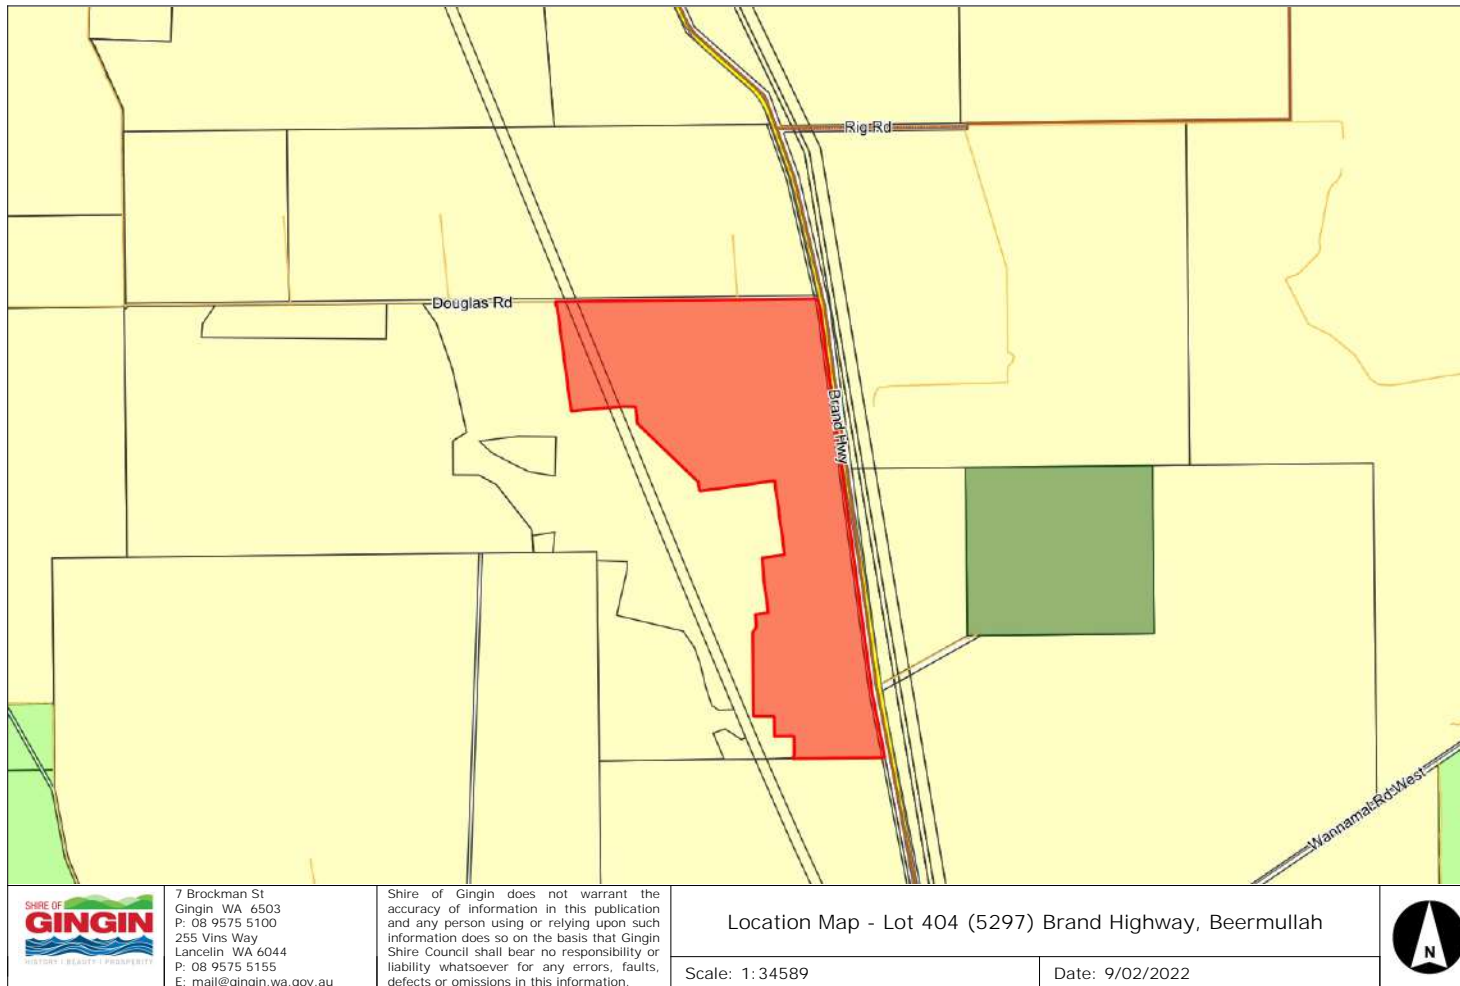 Rig Rd
Douglas Rd
Brand Hwy
Wannamal Rd West
SHIRE OF
GINGIN
HISTORY | BEAUTY | PROSPERITY
7 Brockman St
Gingin WA 6503
P: 08 9575 5100
255 Vins Way
Lancelin WA 6044
P: 08 9575 5155
E: mail@gingin.wa.gov.au
Shire of Gingin does not warrant the
accuracy of information in this publication
and any person using or relying upon such
information does so on the basis that Gingin
Shire Council shall bear no responsibility or
liability whatsoever for any errors, faults,
defects or omissions in this information.
Location Map - Lot 404 (5297) Brand Highway, Beermullah
Scale: 1:34589
Date: 9/02/2022
N